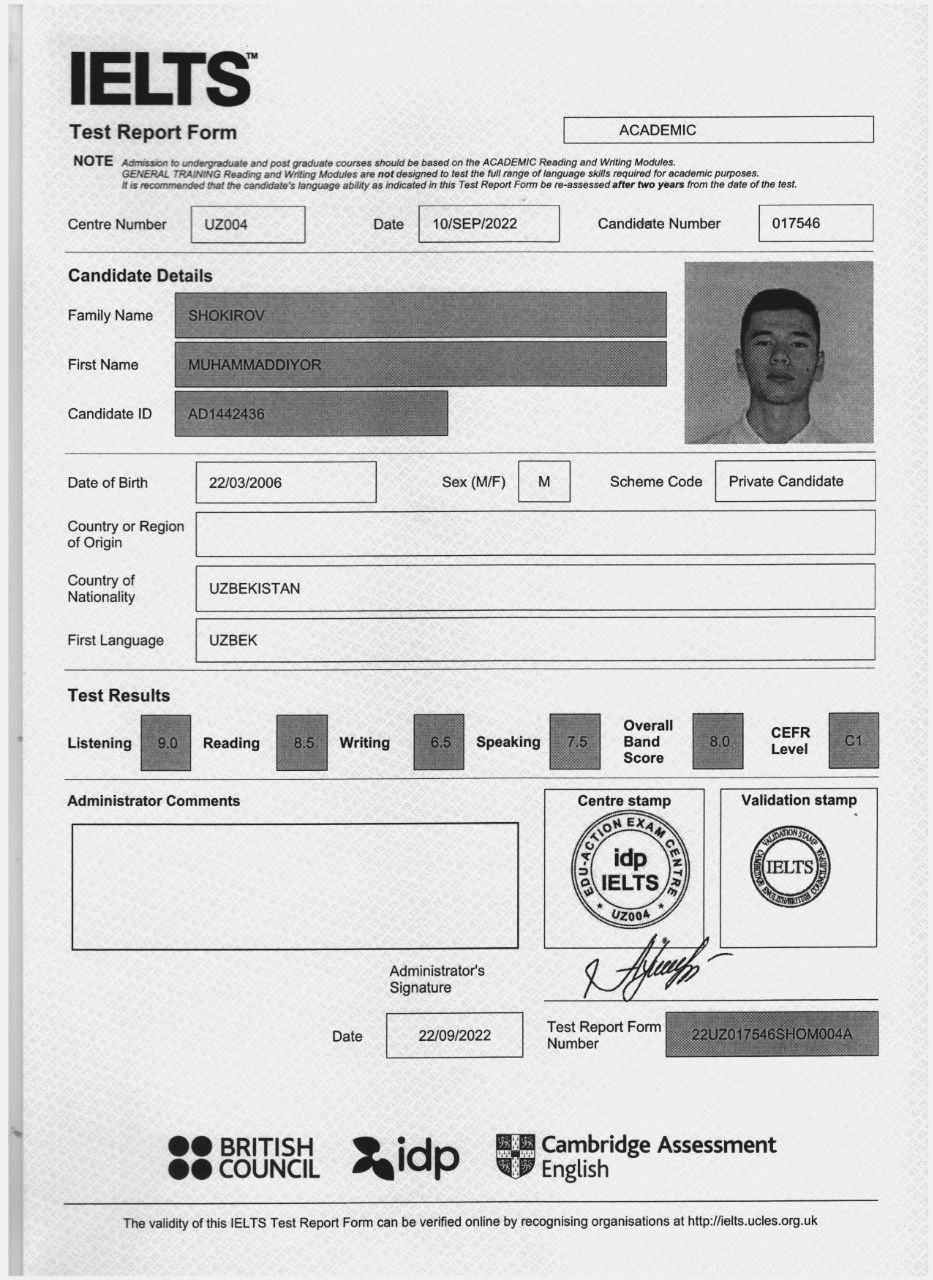 IELTS™
Test Report Form
ACADEMIC
NOTE Admission to undergraduate and post graduate courses should be based on the ACADEMIC Reading and Writing Modules.
GENERAL TRAINING Reading and Writing Modules are not designed to test the full range of language skills required for academic purposes.
It is recommended that the candidate's language ability as indicated in this Test Report Form be re-assessed after two years from the date of the test.
Centre Number UZ004 Date 10/SEP/2022 Candidate Number 017546
Candidate Details
Family Name SHOKIROV
First Name MUHAMMADDIYOR
Candidate ID AD1442436
Date of Birth 22/03/2006 Sex (M/F) M Scheme Code Private Candidate
Country or Region
of Origin
Country of
Nationality
UZBEKISTAN
First Language UZBEK
Test Results
Listening 9.0 Reading 8.5 Writing 6.5 Speaking 7.5 Overall Band Score 8.0 CEFR Level C1
Administrator Comments
Centre stamp
EDU-ACTION EXAM CENTRE
idp
IELTS
* UZ004 *
Validation stamp
VALIDATION STAMP
IELTS
CAMBRIDGE ENGLISH/BRITISH COUNCIL/IDP:IA
Administrator's
Signature
Date 22/09/2022
Test Report Form
Number
22UZ017546SHOM004A
BRITISH
COUNCIL
idp
Cambridge Assessment
English
The validity of this IELTS Test Report Form can be verified online by recognising organisations at http://ielts.ucles.org.uk